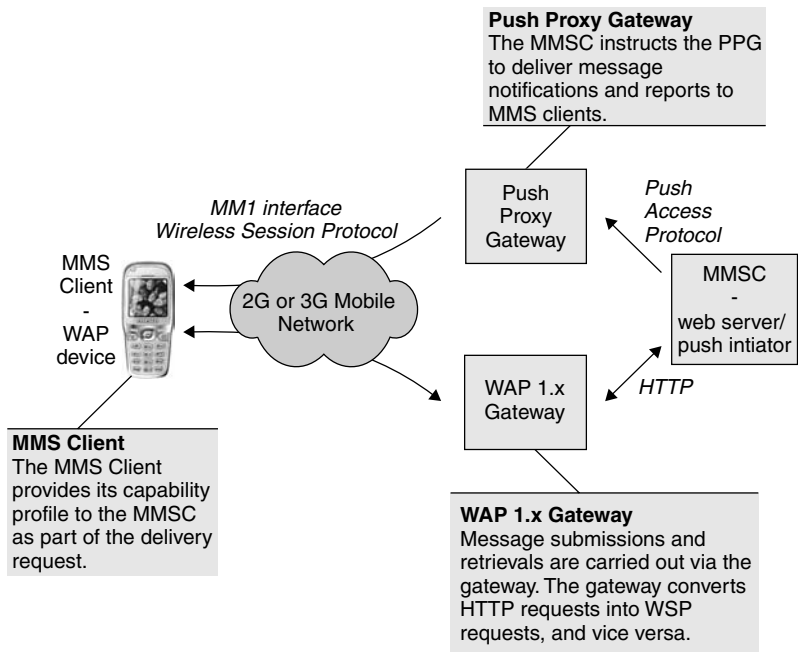 Push Proxy Gateway
The MMSC instructs the PPG
to deliver message
notifications and reports to
MMS clients.
MM1 interface
Wireless Session Protocol
Push
Proxy
Gateway
Push
Access
Protocol
MMS
Client
-
WAP
device
2G or 3G Mobile
Network
MMSC
-
web server/
push intiator
WAP 1.x
Gateway
HTTP
MMS Client
The MMS Client
provides its capability
profile to the MMSC
as part of the delivery
request.
WAP 1.x Gateway
Message submissions and
retrievals are carried out via the
gateway. The gateway converts
HTTP requests into WSP
requests, and vice versa.